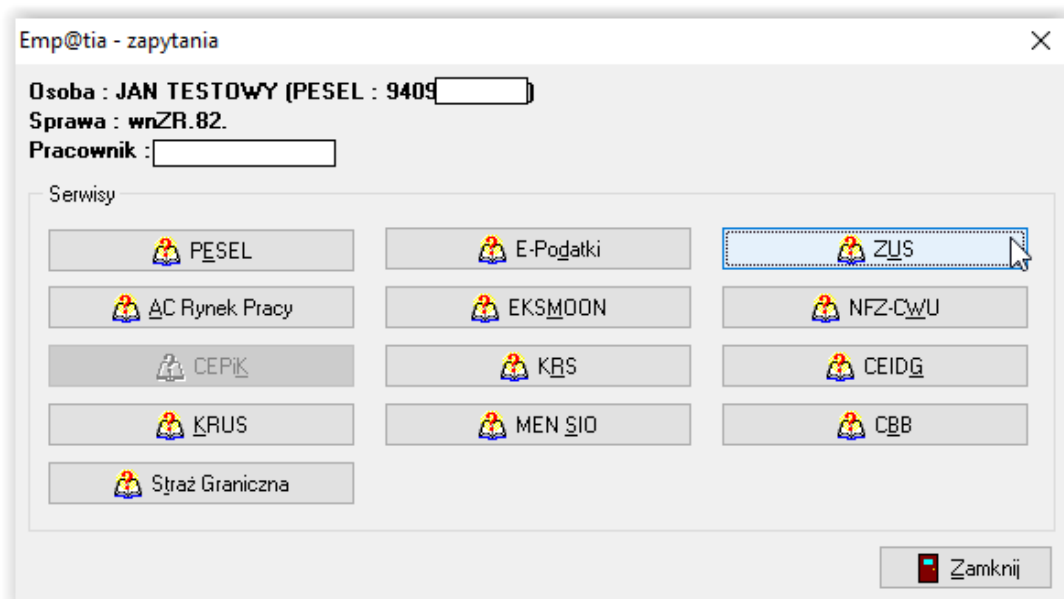 Emp@tia - zapytania
Osoba : JAN TESTOWY (PESEL : 9409 )
Sprawa : wnZR.82.
Pracownik :
Serwisy
PESEL E-Podatki ZUS
AC Rynek Pracy EKSMOON NFZ-CWU
CEPiK KRS CEIDG
KRUS MEN SIO CBB
Straż Graniczna
Zamknij